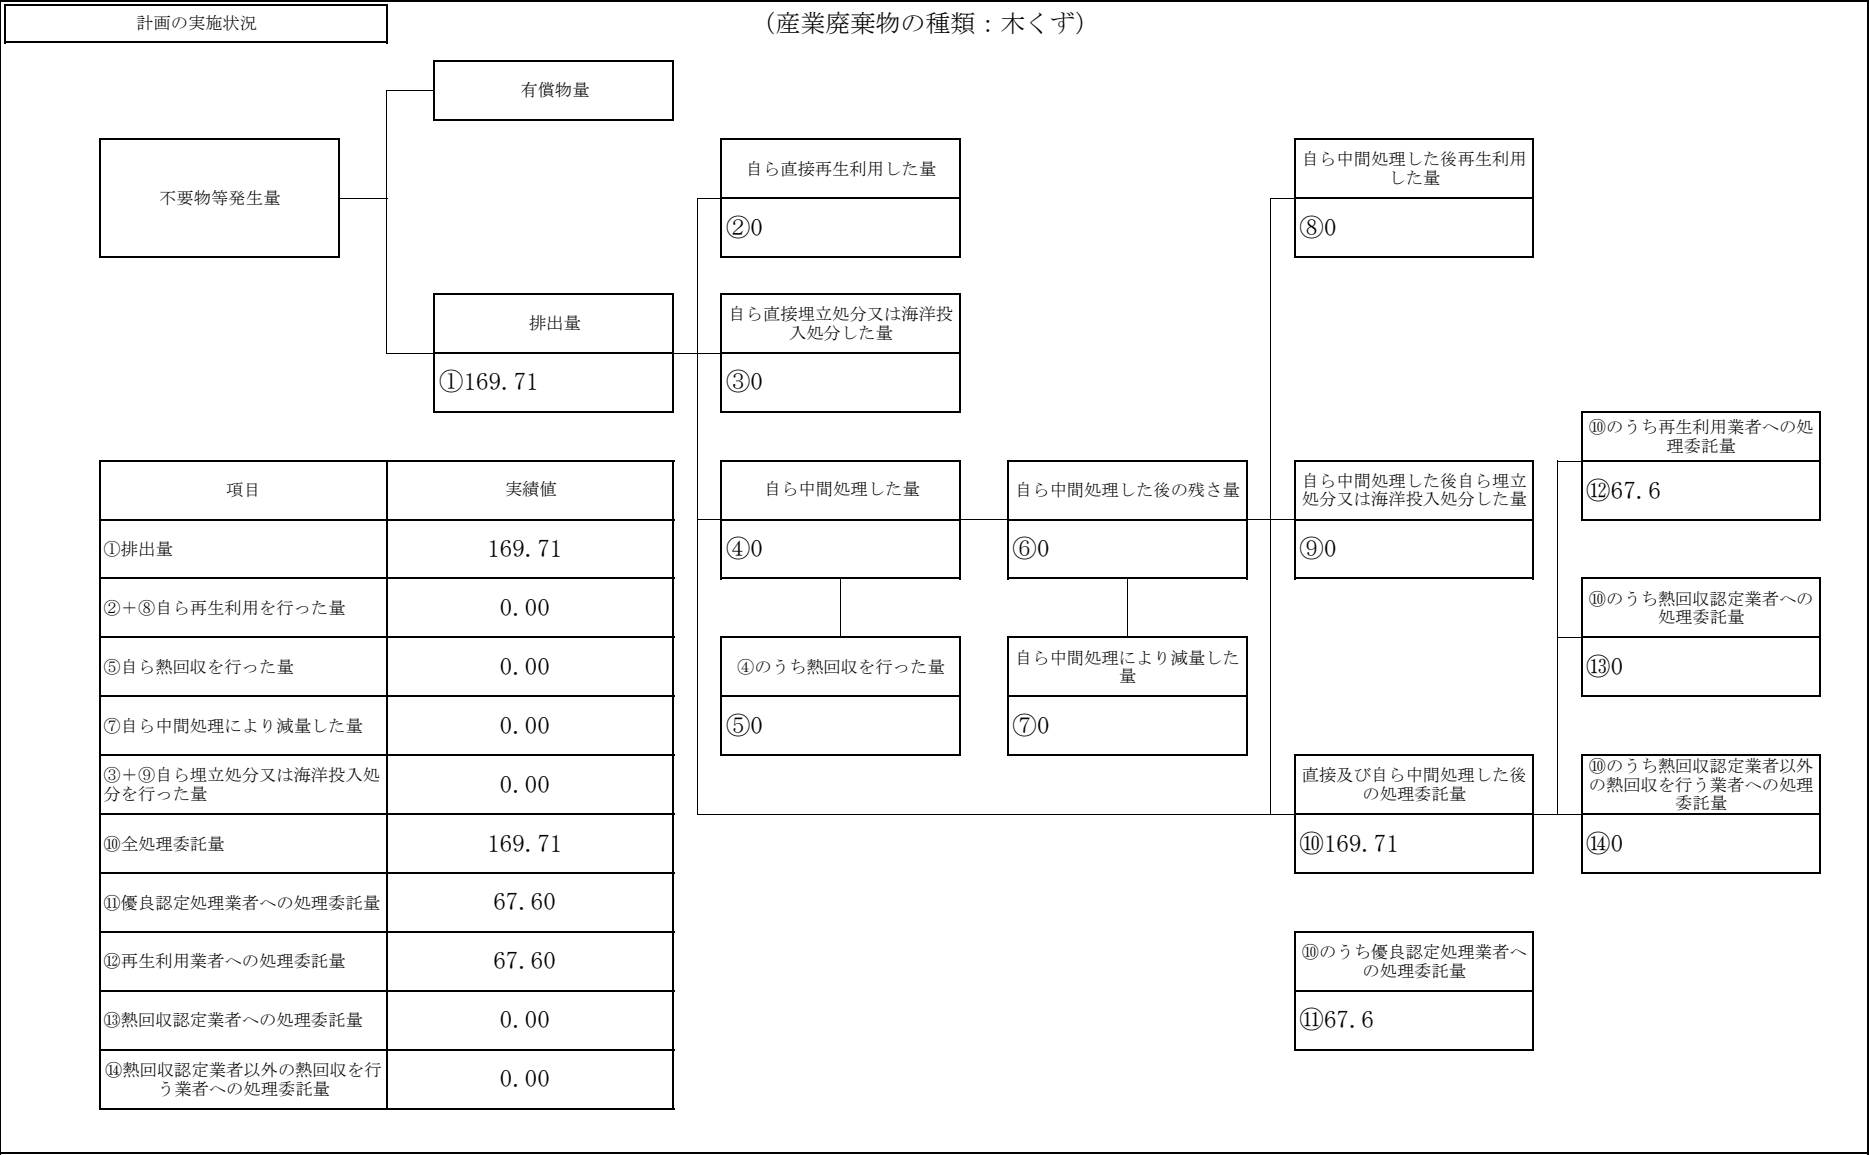 計画の実施状況
（産業廃棄物の種類：木くず）
有償物量
不要物等発生量
自ら直接再生利用した量
②0
自ら中間処理した後再生利用
した量
⑧0
排出量
①169.71
自ら直接埋立処分又は海洋投
入処分した量
③0
⑩のうち再生利用業者への処
理委託量
⑫67.6
自ら中間処理した量
④0
自ら中間処理した後の残さ量
⑥0
自ら中間処理した後自ら埋立
処分又は海洋投入処分した量
⑨0
⑩のうち熱回収認定業者への
処理委託量
⑬0
④のうち熱回収を行った量
⑤0
自ら中間処理により減量した
量
⑦0
直接及び自ら中間処理した後
の処理委託量
⑩169.71
⑩のうち熱回収認定業者以外
の熱回収を行う業者への処理
委託量
⑭0
⑩のうち優良認定処理業者へ
の処理委託量
⑪67.6
項目 実績値
①排出量 169.71
②＋⑧自ら再生利用を行った量 0.00
⑤自ら熱回収を行った量 0.00
⑦自ら中間処理により減量した量 0.00
③＋⑨自ら埋立処分又は海洋投入処
分を行った量 0.00
⑩全処理委託量 169.71
⑪優良認定処理業者への処理委託量 67.60
⑫再生利用業者への処理委託量 67.60
⑬熱回収認定業者への処理委託量 0.00
⑭熱回収認定業者以外の熱回収を行
う業者への処理委託量 0.00